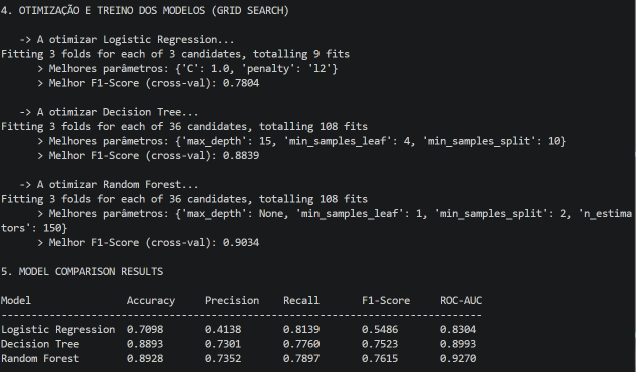 4. OTIMIZAÇÃO E TREINO DOS MODELOS (GRID SEARCH)
-> A otimizar Logistic Regression...
Fitting 3 folds for each of 3 candidates, totalling 9 fits
> Melhores parâmetros: {'C': 1.0, 'penalty': 'l2'}
> Melhor F1-Score (cross-val): 0.7804
-> A otimizar Decision Tree...
Fitting 3 folds for each of 36 candidates, totalling 108 fits
> Melhores parâmetros: {'max_depth': 15, 'min_samples_leaf': 4, 'min_samples_split': 10}
> Melhor F1-Score (cross-val): 0.8839
-> A otimizar Random Forest...
Fitting 3 folds for each of 36 candidates, totalling 108 fits
> Melhores parâmetros: {'max_depth': None, 'min_samples_leaf': 1, 'min_samples_split': 2, 'n_estima
tors': 150}
> Melhor F1-Score (cross-val): 0.9034
5. MODEL COMPARISON RESULTS
Model Accuracy Precision Recall F1-Score ROC-AUC
--------------------------------------------------------------------------------
Logistic Regression 0.7098 0.4138 0.8139 0.5486 0.8304
Decision Tree 0.8893 0.7301 0.7760 0.7523 0.8993
Random Forest 0.8928 0.7352 0.7897 0.7615 0.9270